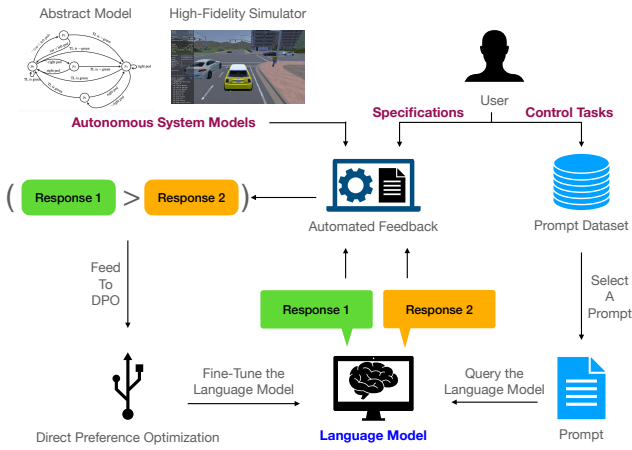 Abstract Model
High-Fidelity Simulator
Autonomous System Models
User
Specifications
Control Tasks
( Response 1 > Response 2 )
Automated Feedback
Prompt Dataset
Feed
To
DPO
Select
A
Prompt
Response 1
Response 2
Fine-Tune the
Language Model
Query the
Language Model
Direct Preference Optimization
Language Model
Prompt